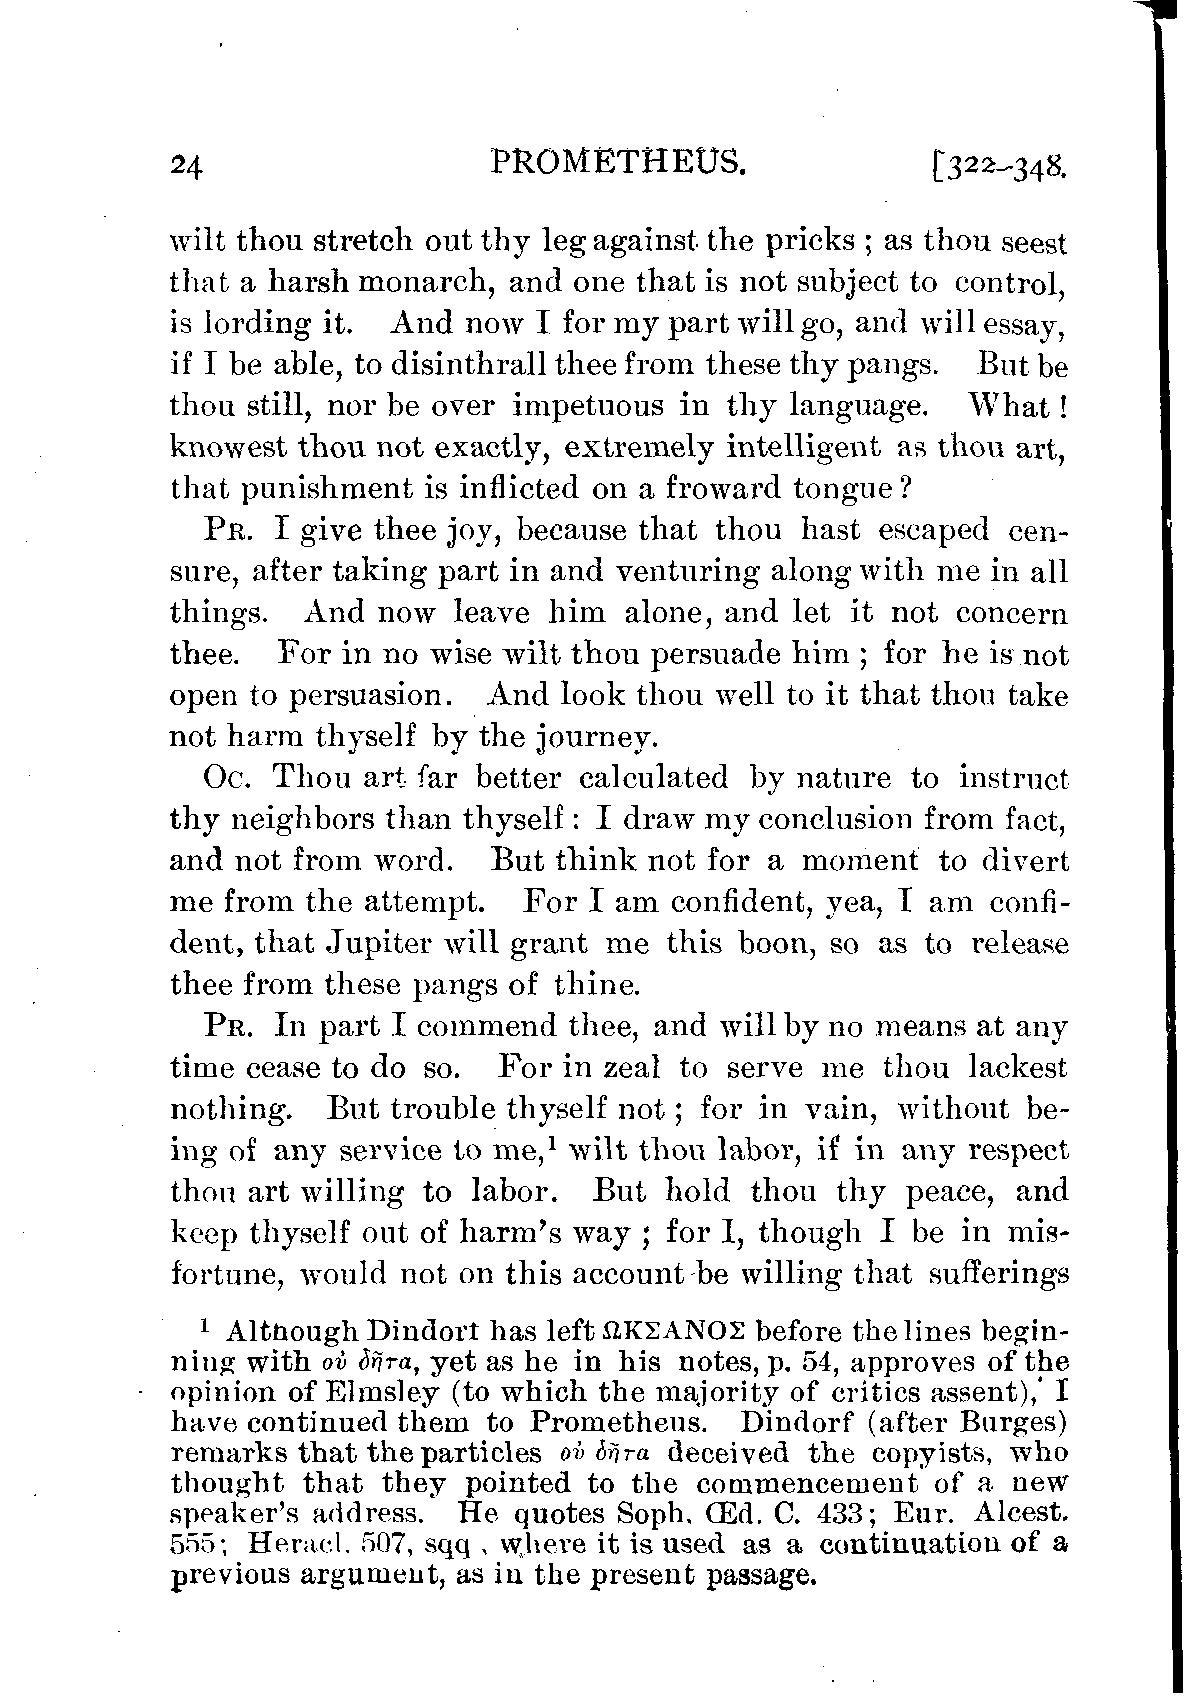 24 PROMETHEUS. [322–348.
wilt thou stretch out thy leg against the pricks ; as thou seest
that a harsh monarch, and one that is not subject to control,
is lording it. And now I for my part will go, and will essay,
if I be able, to disinthrall thee from these thy pangs. But be
thou still, nor be over impetuous in thy language. What !
knowest thou not exactly, extremely intelligent as thou art,
that punishment is inflicted on a froward tongue ?
PR. I give thee joy, because that thou hast escaped cen-
sure, after taking part in and venturing along with me in all
things. And now leave him alone, and let it not concern
thee. For in no wise wilt thou persuade him ; for he is not
open to persuasion. And look thou well to it that thou take
not harm thyself by the journey.
Oc. Thou art far better calculated by nature to instruct
thy neighbors than thyself : I draw my conclusion from fact,
and not from word. But think not for a moment to divert
me from the attempt. For I am confident, yea, I am confi-
dent, that Jupiter will grant me this boon, so as to release
thee from these pangs of thine.
PR. In part I commend thee, and will by no means at any
time cease to do so. For in zeal to serve me thou lackest
nothing. But trouble thyself not ; for in vain, without be-
ing of any service to me,¹ wilt thou labor, if in any respect
thou art willing to labor. But hold thou thy peace, and
keep thyself out of harm's way ; for I, though I be in mis-
fortune, would not on this account be willing that sufferings
¹ Although Dindorf has left ΩΚΣΑΝΟΣ before the lines begin-
ning with οὐ δῆτα, yet as he in his notes, p. 54, approves of the
opinion of Elmsley (to which the majority of critics assent), I
have continued them to Prometheus. Dindorf (after Burges)
remarks that the particles οὐ δῆτα deceived the copyists, who
thought that they pointed to the commencement of a new
speaker's address. He quotes Soph. Œd. C. 433; Eur. Alcest.
555; Heracl. 507, sqq , where it is used as a continuation of a
previous argument, as in the present passage.